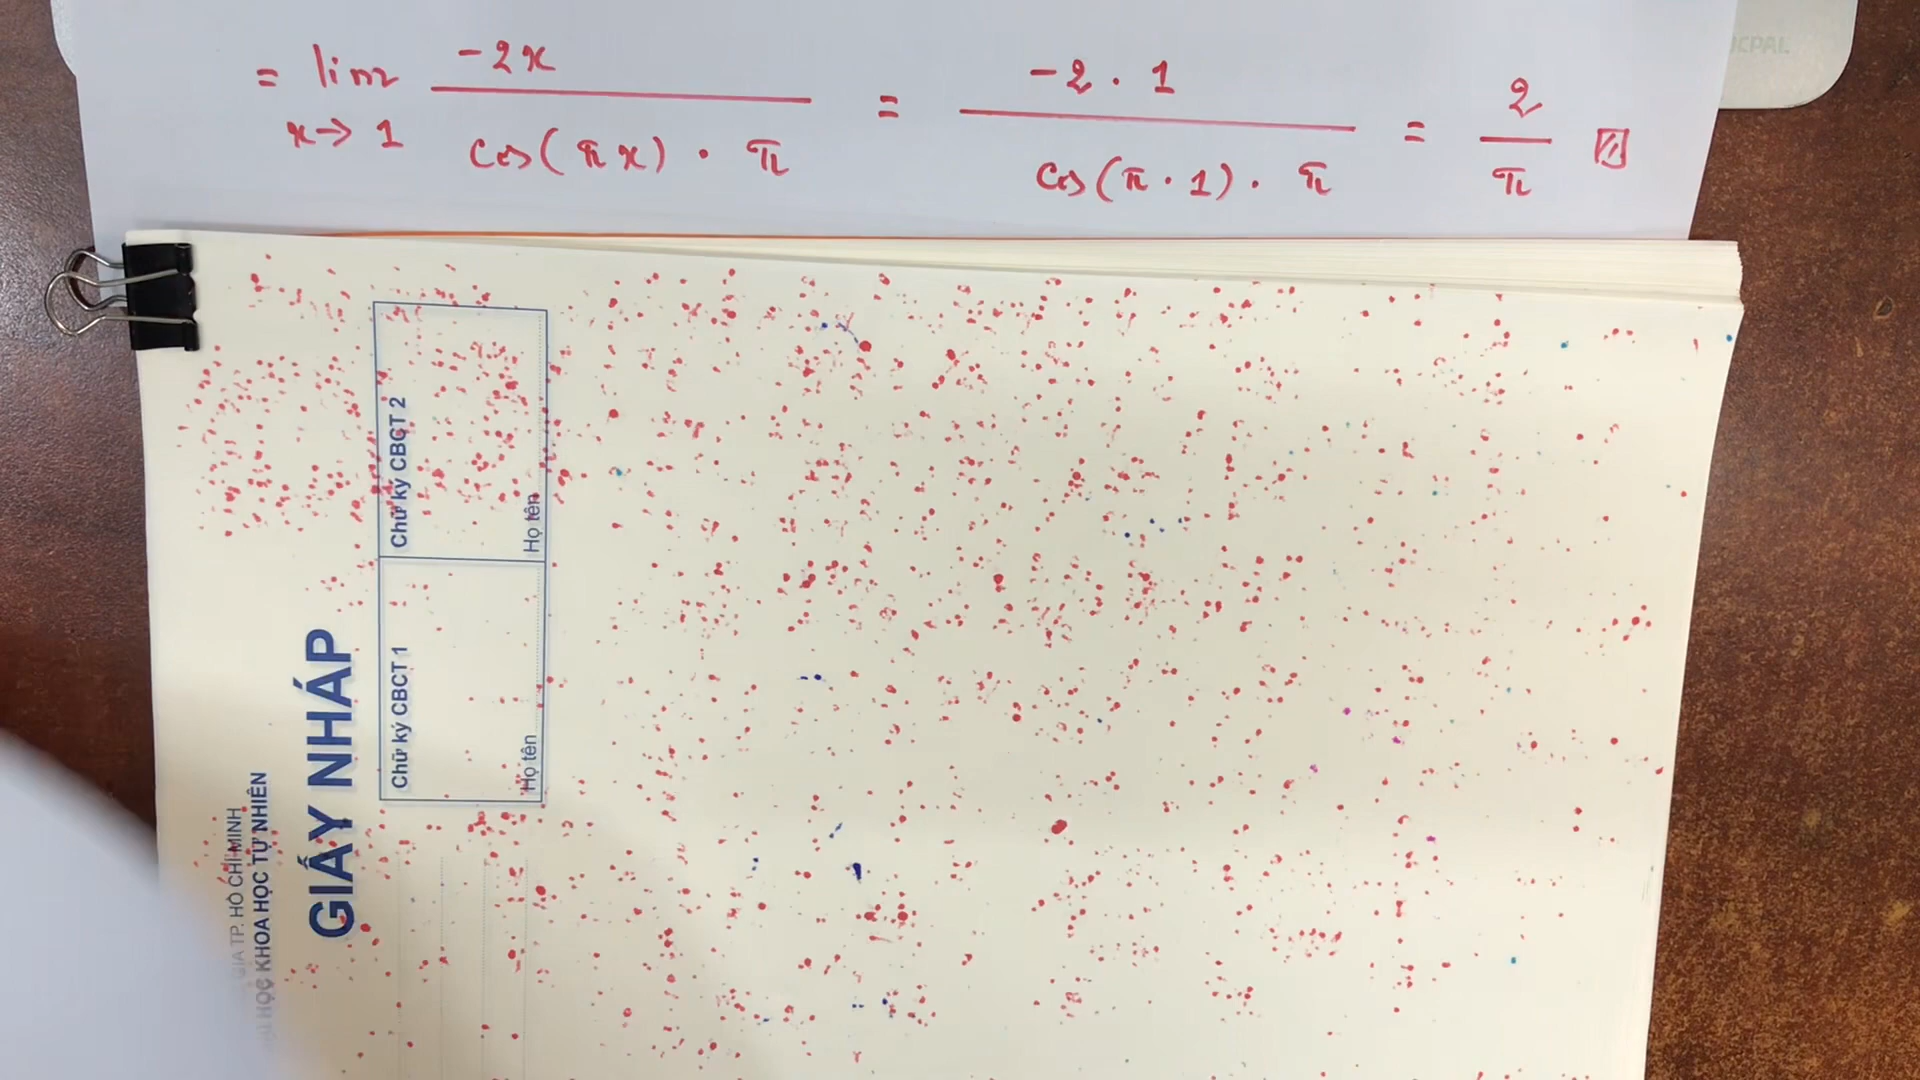 = lim x→1 -2x / cos(πx) · π = -2 · 1 / cos(π · 1) · π = 2 / π
GIA TP. HỒ CHÍ MINH
HỌC KHOA HỌC TỰ NHIÊN
GIẤY NHÁP
Chữ ký CBCT 1
Họ tên
Chữ ký CBCT 2
Họ tên